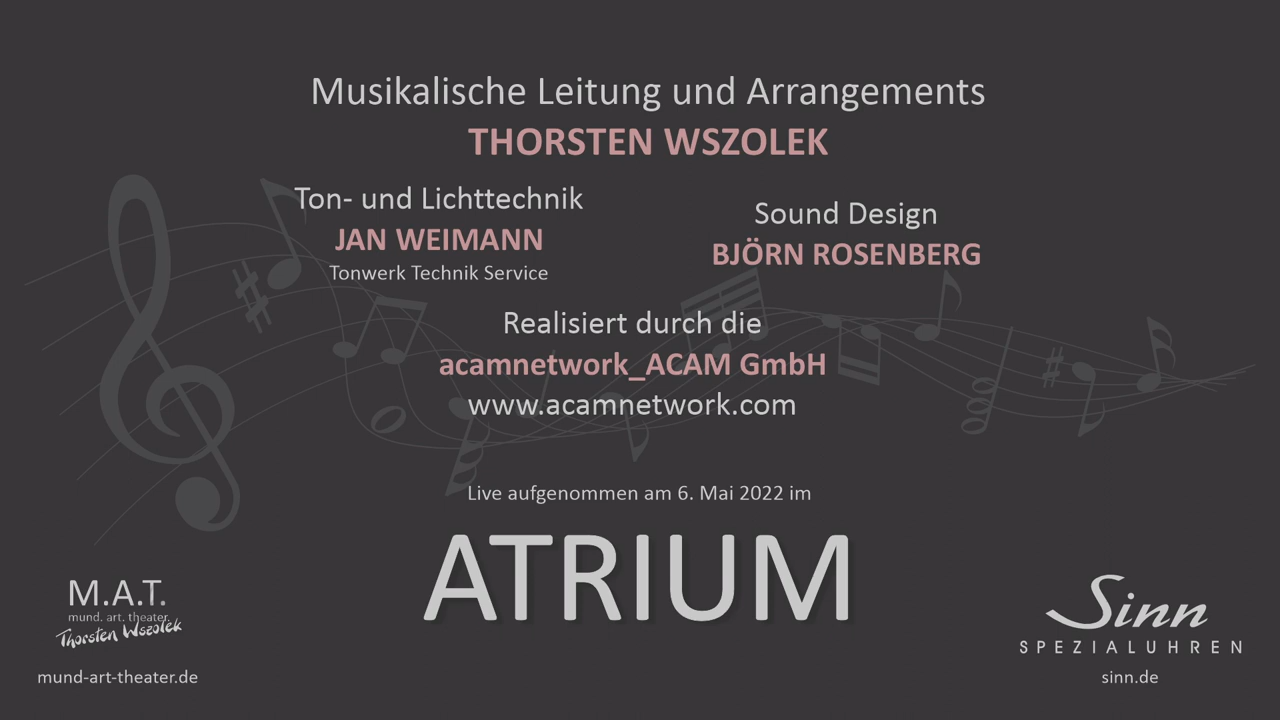 Musikalische Leitung und Arrangements
THORSTEN WSZOLEK
Ton- und Lichttechnik
JAN WEIMANN
Tonwerk Technik Service
Sound Design
BJÖRN ROSENBERG
Realisiert durch die
acamnetwork_ACAM GmbH
www.acamnetwork.com
Live aufgenommen am 6. Mai 2022 im
ATRIUM
M.A.T.
mund. art. theater.
Thorsten Wszolek
mund-art-theater.de
Sinn
SPEZIALUHREN
sinn.de